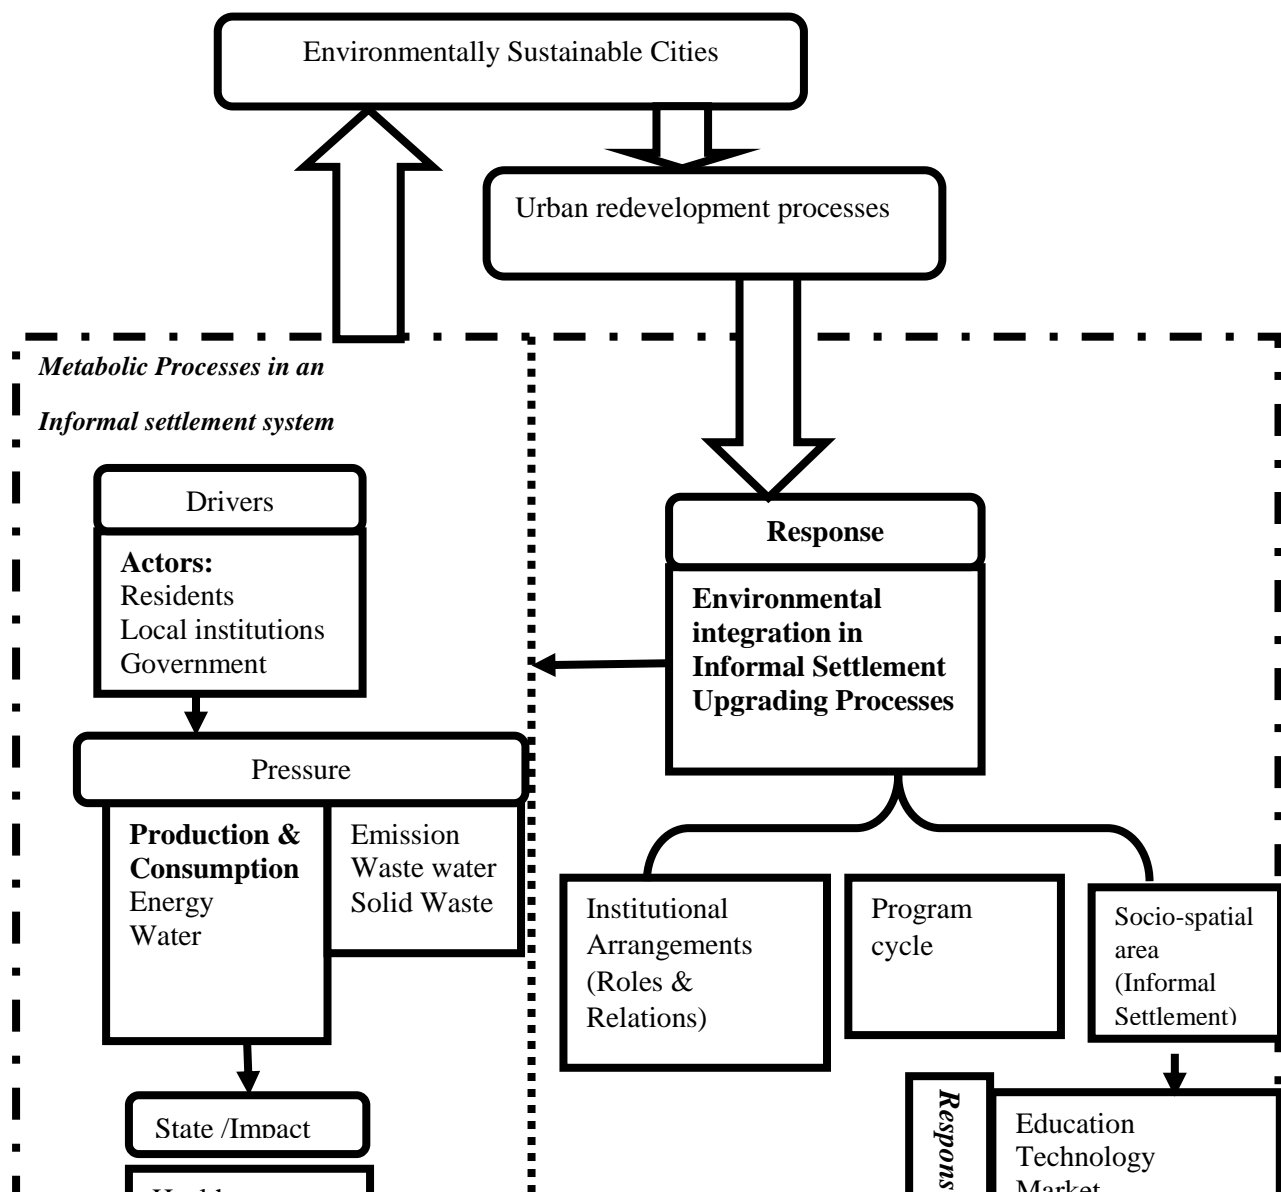 Environmentally Sustainable Cities
Urban redevelopment processes
Metabolic Processes in an
Informal settlement system
Drivers
Actors:
Residents
Local institutions
Government
Pressure
Production &
Consumption
Energy
Water
Emission
Waste water
Solid Waste
State /Impact
Response
Environmental
integration in
Informal Settlement
Upgrading Processes
Institutional
Arrangements
(Roles &
Relations)
Program
cycle
Socio-spatial
area
(Informal
Settlement)
Respons
Education
Technology
Market